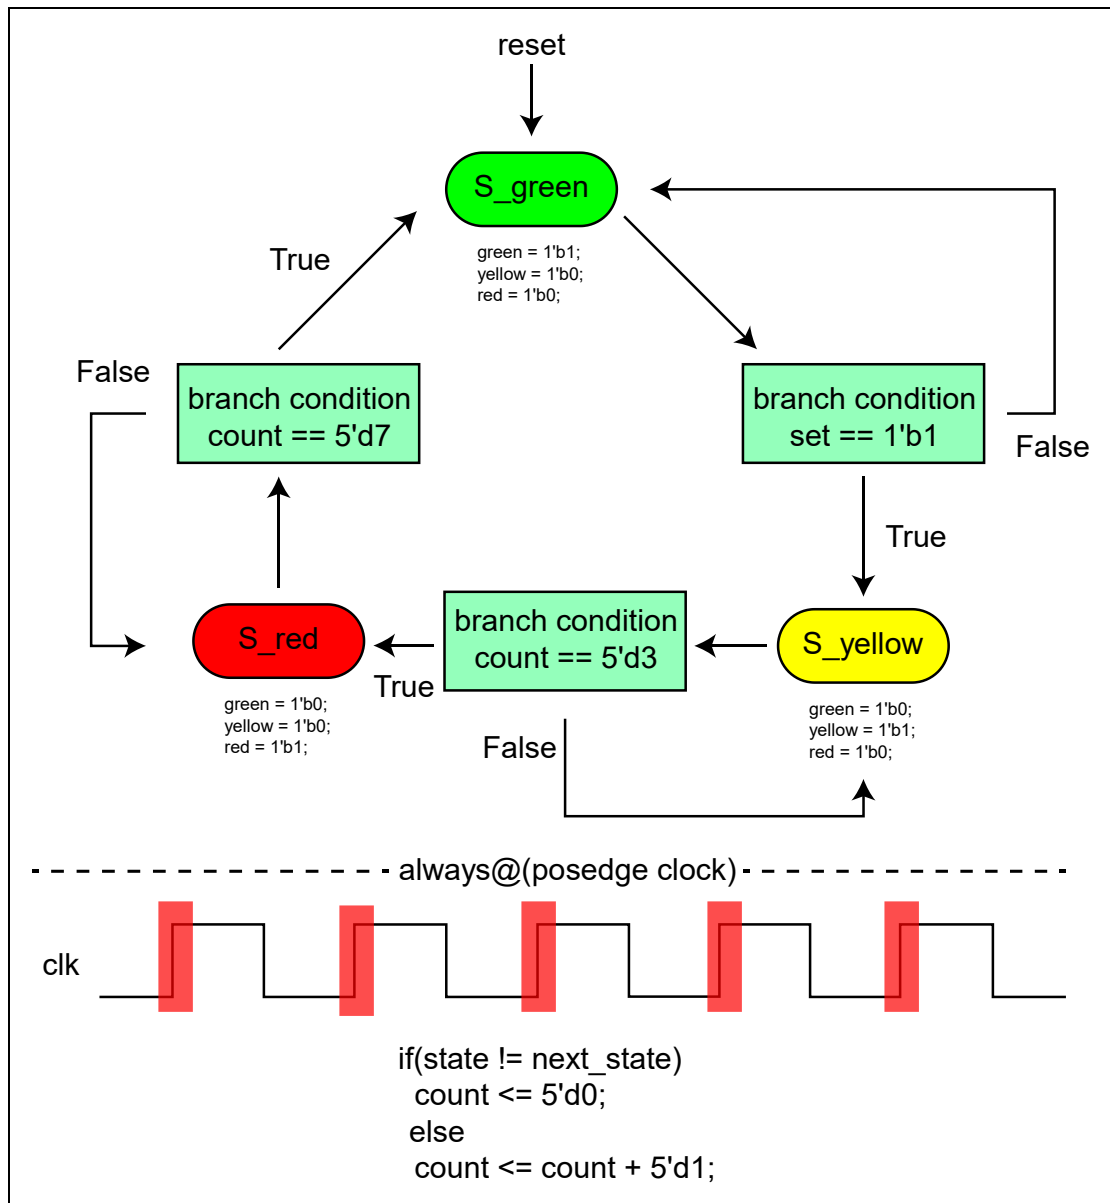 reset
S_green
green = 1'b1;
yellow = 1'b0;
red = 1'b0;
True
False
branch condition
count == 5'd7
branch condition
set == 1'b1
False
True
S_red
green = 1'b0;
yellow = 1'b0;
red = 1'b1;
branch condition
count == 5'd3
True
False
S_yellow
green = 1'b0;
yellow = 1'b1;
red = 1'b0;
always@(posedge clock)
clk
if(state != next_state)
count <= 5'd0;
else
count <= count + 5'd1;